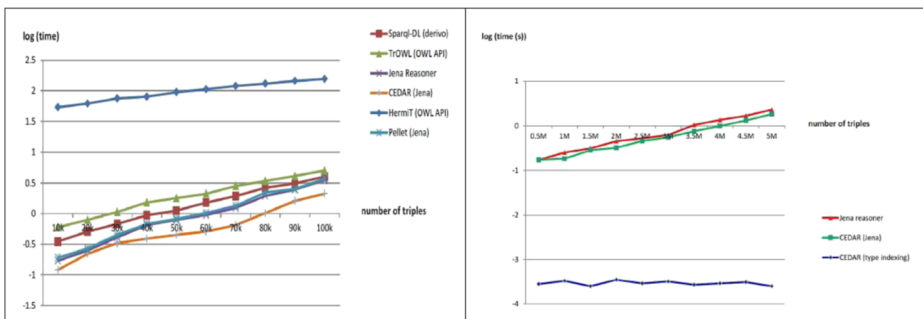 log (time)
Sparql-DL (derivo)
TrOWL (OWL API)
Jena Reasoner
CEDAR (Jena)
HermiT (OWL API)
Pellet (Jena)
2.5
2
1.5
1
0.5
0
-0.5
-1
-1.5
10k 20k 30k 40k 50k 60k 70k 80k 90k 100k
number of triples
log (time (s))
1
0
-1
-2
-3
-4
0.5M 1M 1.5M 2M 2.5M 3M 3.5M 4M 4.5M 5M
number of triples
Jena reasoner
CEDAR (Jena)
CEDAR (type indexing)